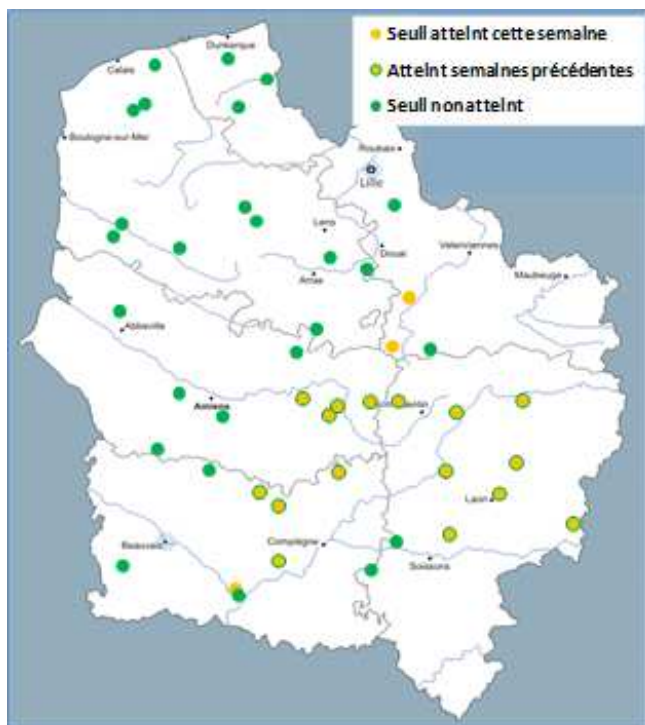 Dunkerque
Seuil atteint cette semaine
Calais
Atteint semaines précédentes
Seuil non atteint
Boulogne-sur-Mer
Roubaix
Lille
Lens
Douai
Valenciennes
Maubeuge
Arras
Abbeville
Amiens
Laon
Beauvais
Compiègne
Soissons